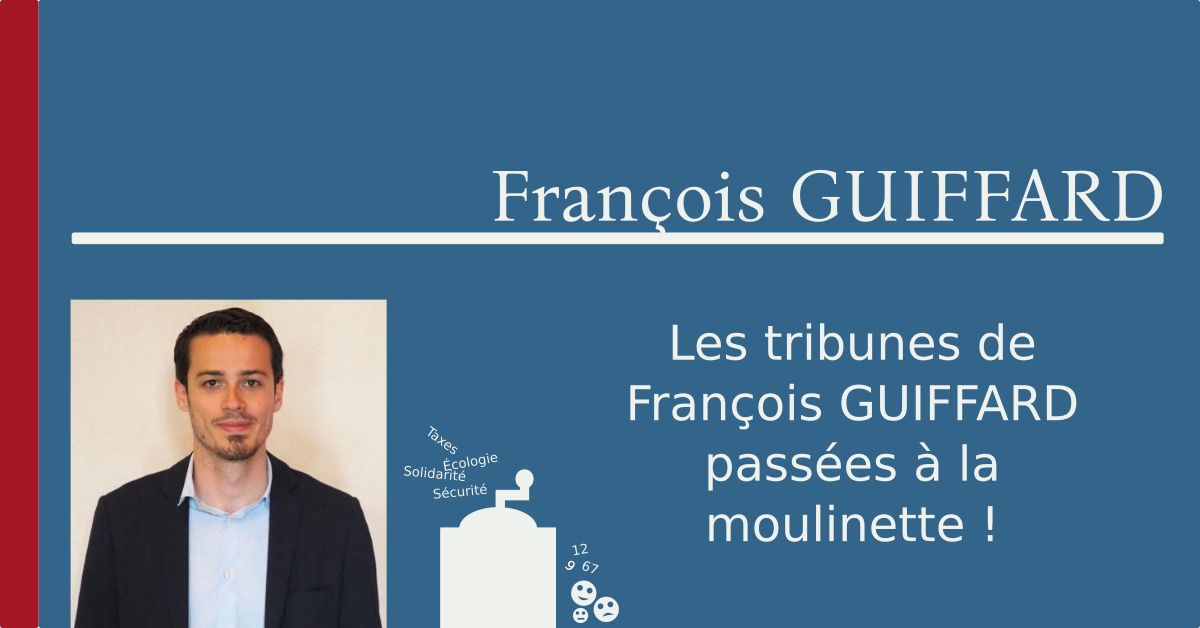 François GUIFFARD
Les tribunes de
François GUIFFARD
passées à la
moulinette !
Taxes
Écologie
Solidarité
Sécurité
12
9 67